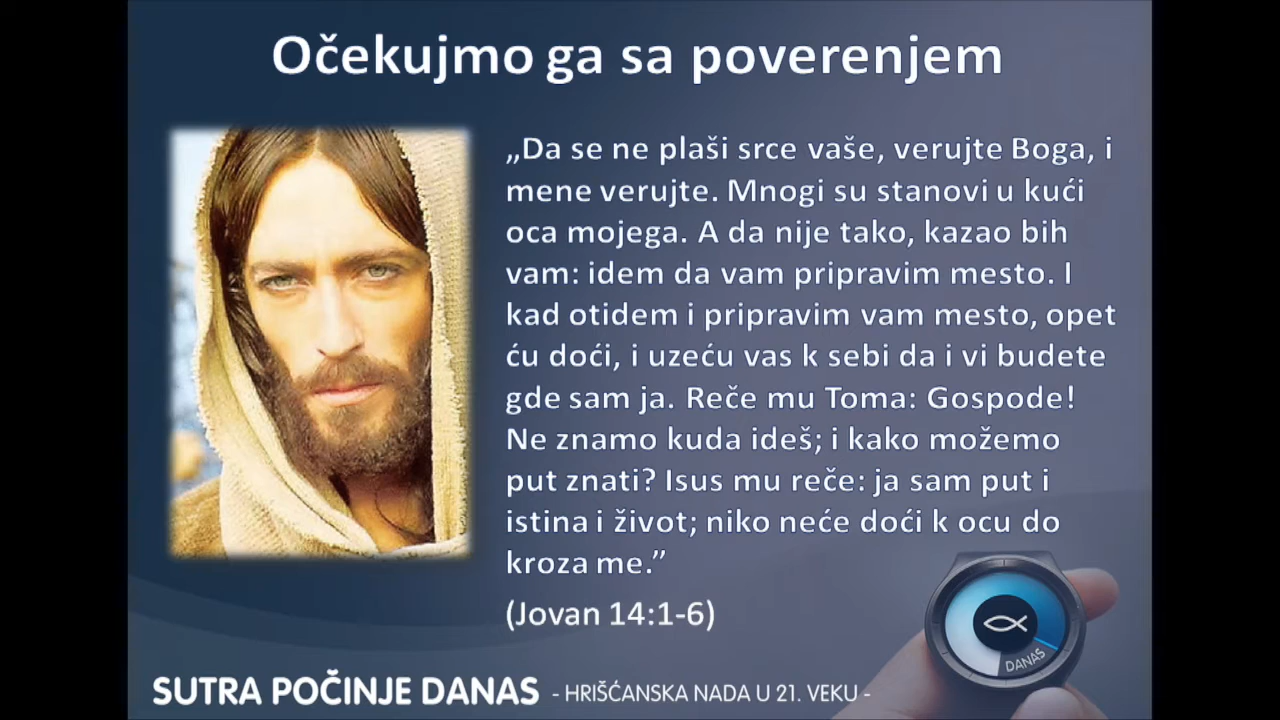 Očekujmo ga sa poverenjem
„Da se ne plaši srce vaše, verujte Boga, i
mene verujte. Mnogi su stanovi u kući
oca mojega. A da nije tako, kazao bih
vam: idem da vam pripravim mesto. I
kad otidem i pripravim vam mesto, opet
ću doći, i uzeću vas k sebi da i vi budete
gde sam ja. Reče mu Toma: Gospode!
Ne znamo kuda ideš; i kako možemo
put znati? Isus mu reče: ja sam put i
istina i život; niko neće doći k ocu do
kroza me.”
(Jovan 14:1-6)
DANAS
SUTRA POČINJE DANAS - HRIŠĆANSKA NADA U 21. VEKU -